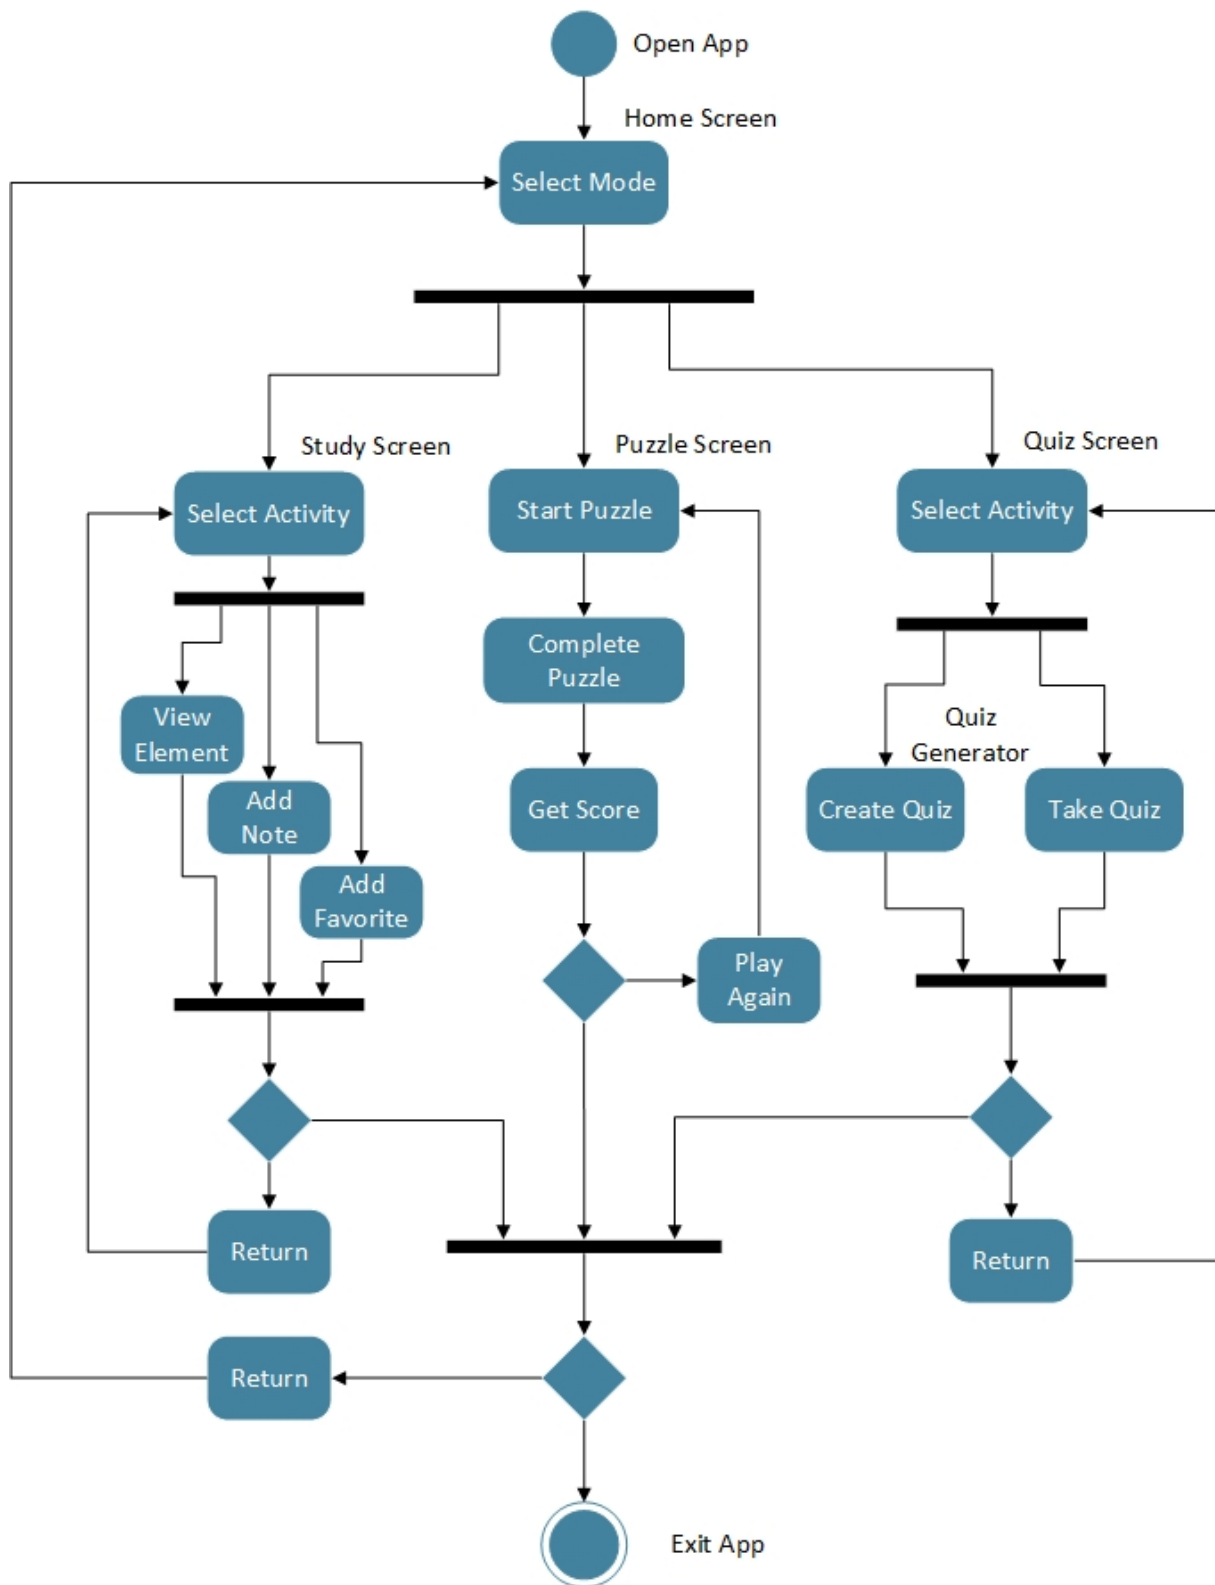 Open App
Home Screen
Select Mode
Study Screen
Puzzle Screen
Quiz Screen
Select Activity
Start Puzzle
Select Activity
Complete
Puzzle
View
Element
Quiz
Generator
Add
Note
Get Score
Create Quiz
Take Quiz
Add
Favorite
Play
Again
Return
Return
Return
Exit App